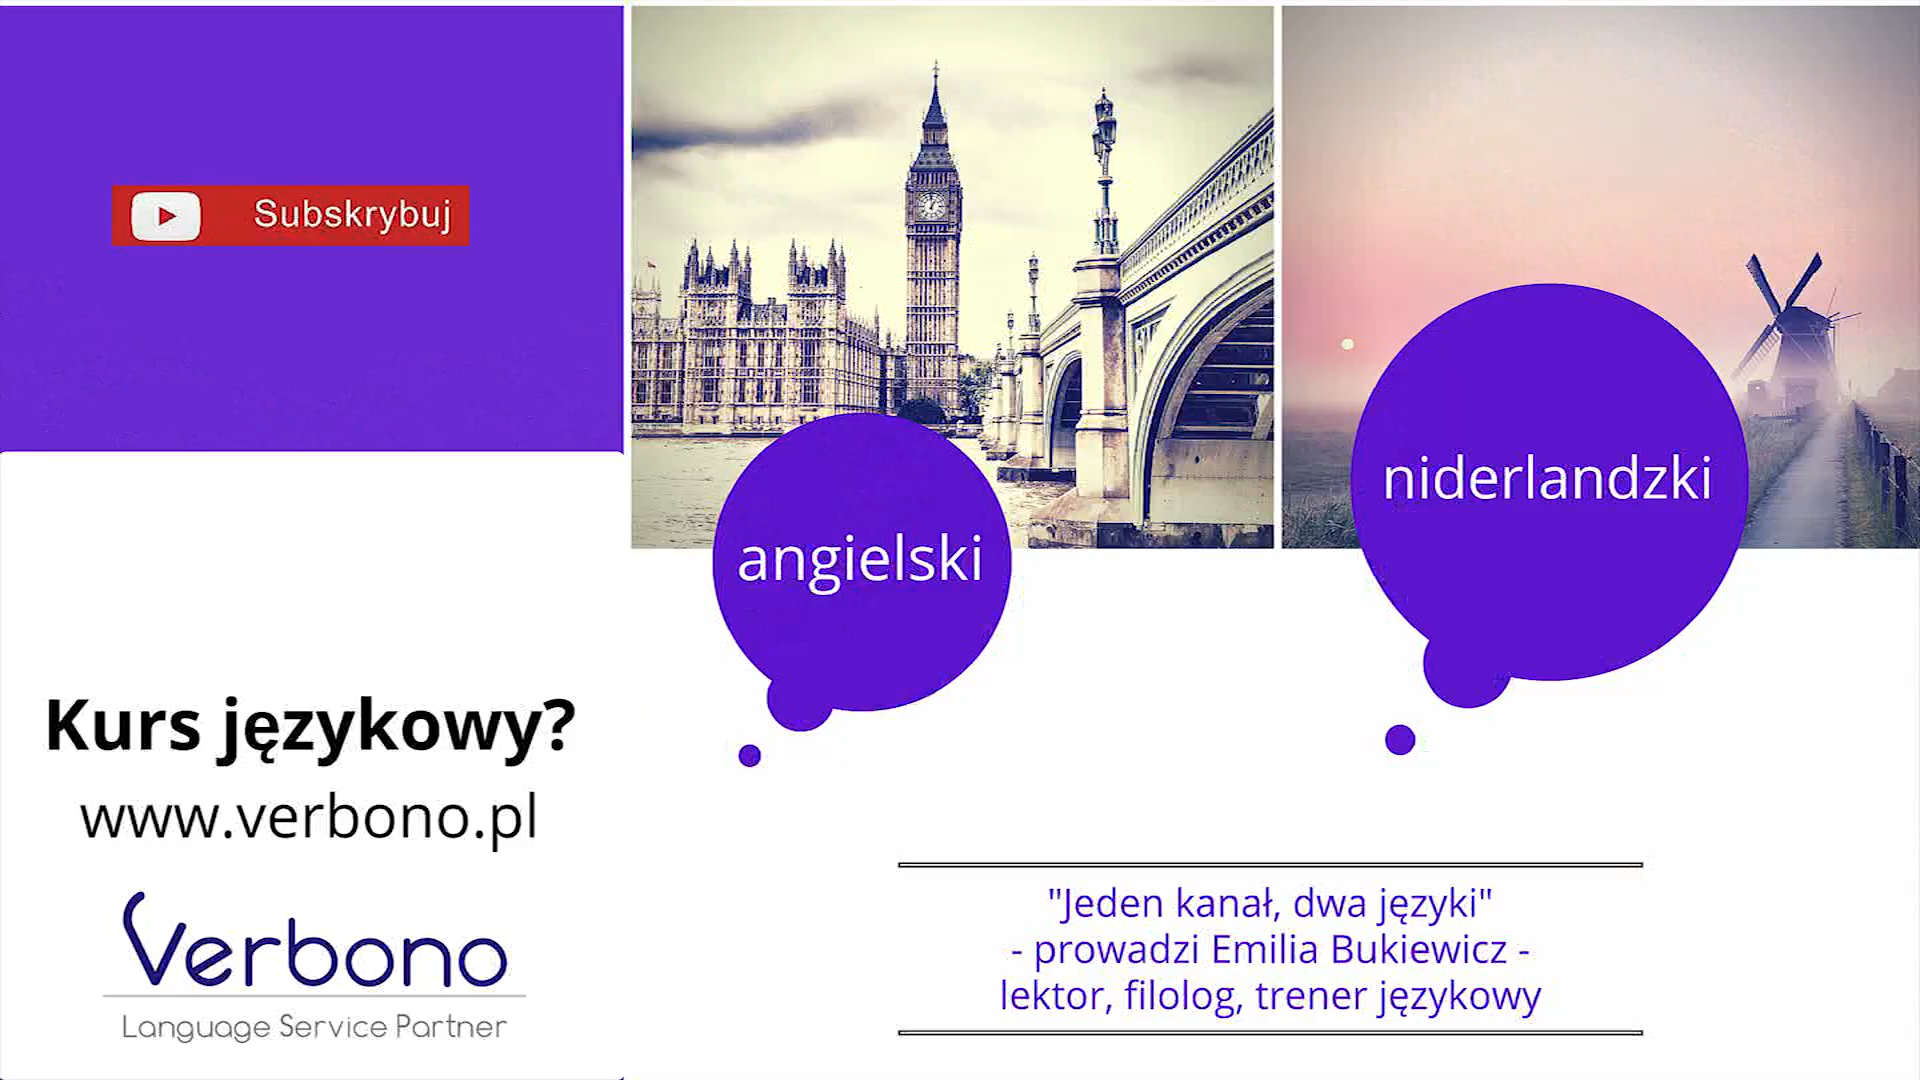 Subskrybuj
angielski
niderlandzki
Kurs językowy?
www.verbono.pl
Verbono
Language Service Partner
"Jeden kanał, dwa języki"
- prowadzi Emilia Bukiewicz -
lektor, filolog, trener językowy